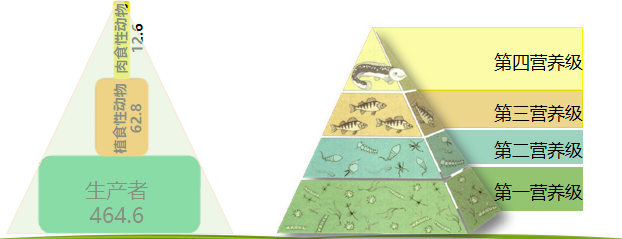 肉食性动物
12.6
植食性动物
62.8
生产者
464.6
第四营养级
第三营养级
第二营养级
第一营养级